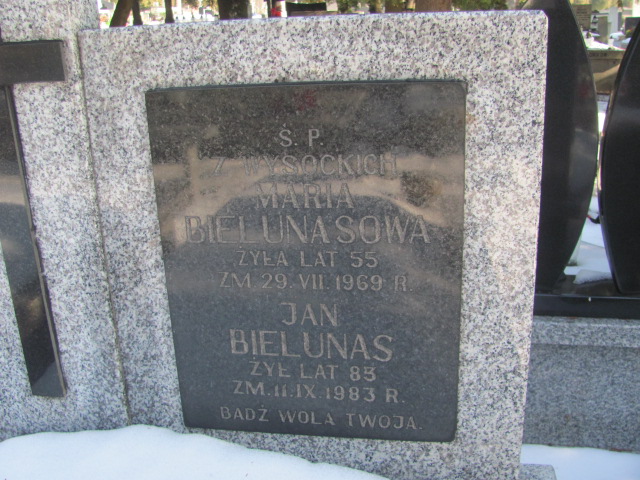 Ś. P.
Z WYSOCKICH
MARIA
BIELUNASOWA
ŻYŁA LAT 55
ZM. 29. VII. 1969 R.
JAN
BIELUNAS
ŻYŁ LAT 85
ZM. 11. IX. 1983 R.
BĄDŹ WOLA TWOJA.